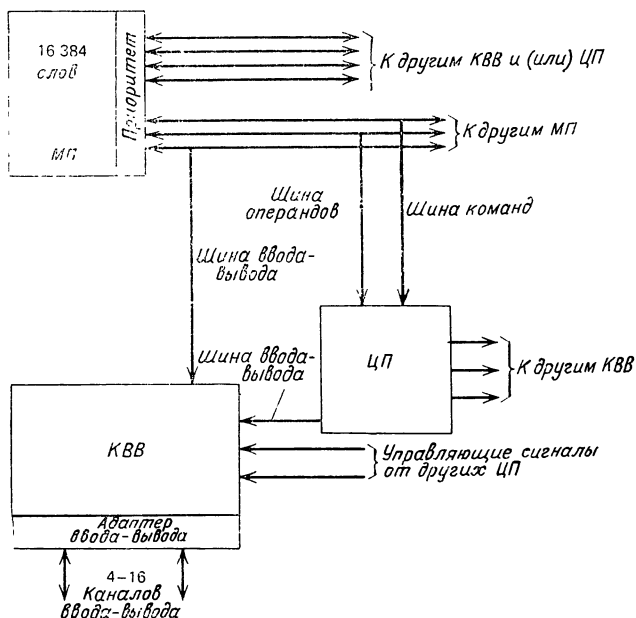 16 384
слов
МП
Приоритет
К другим КВВ и (или) ЦП
К другим МП
Шина
операндов
Шина команд
Шина ввода-
вывода
Шина ввода-
вывода
ЦП
К другим КВВ
КВВ
Управляющие сигналы
от других ЦП
Адаптер
ввода-вывода
4-16
Каналов
ввода-вывода